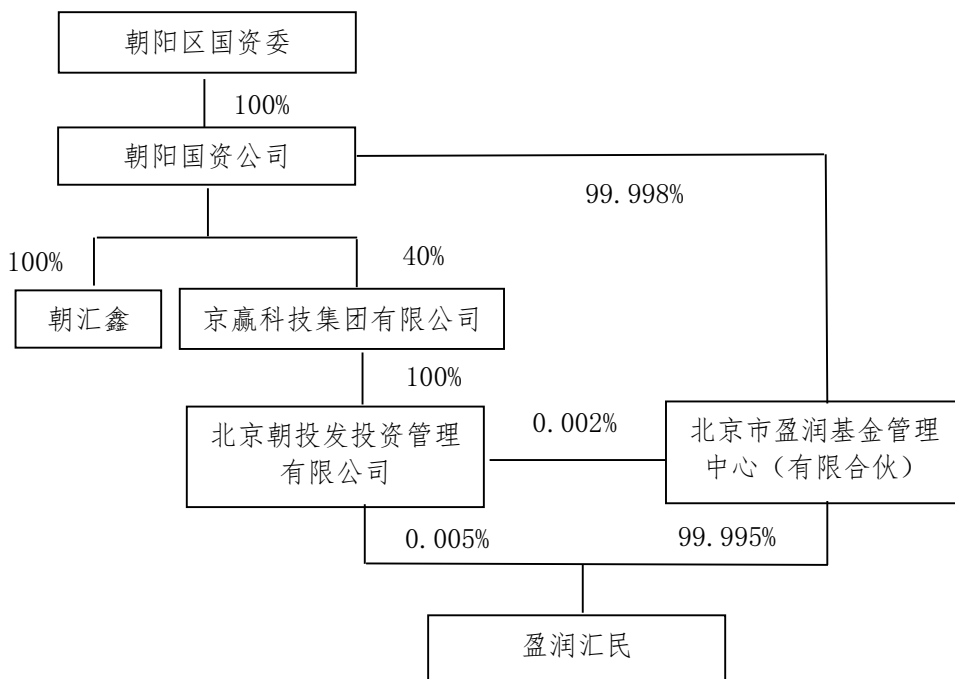 朝阳区国资委
100%
朝阳国资公司
99.998%
100%
40%
朝汇鑫
京赢科技集团有限公司
100%
北京朝投发投资管理
有限公司
0.002%
北京市盈润基金管理
中心（有限合伙）
0.005%
99.995%
盈润汇民